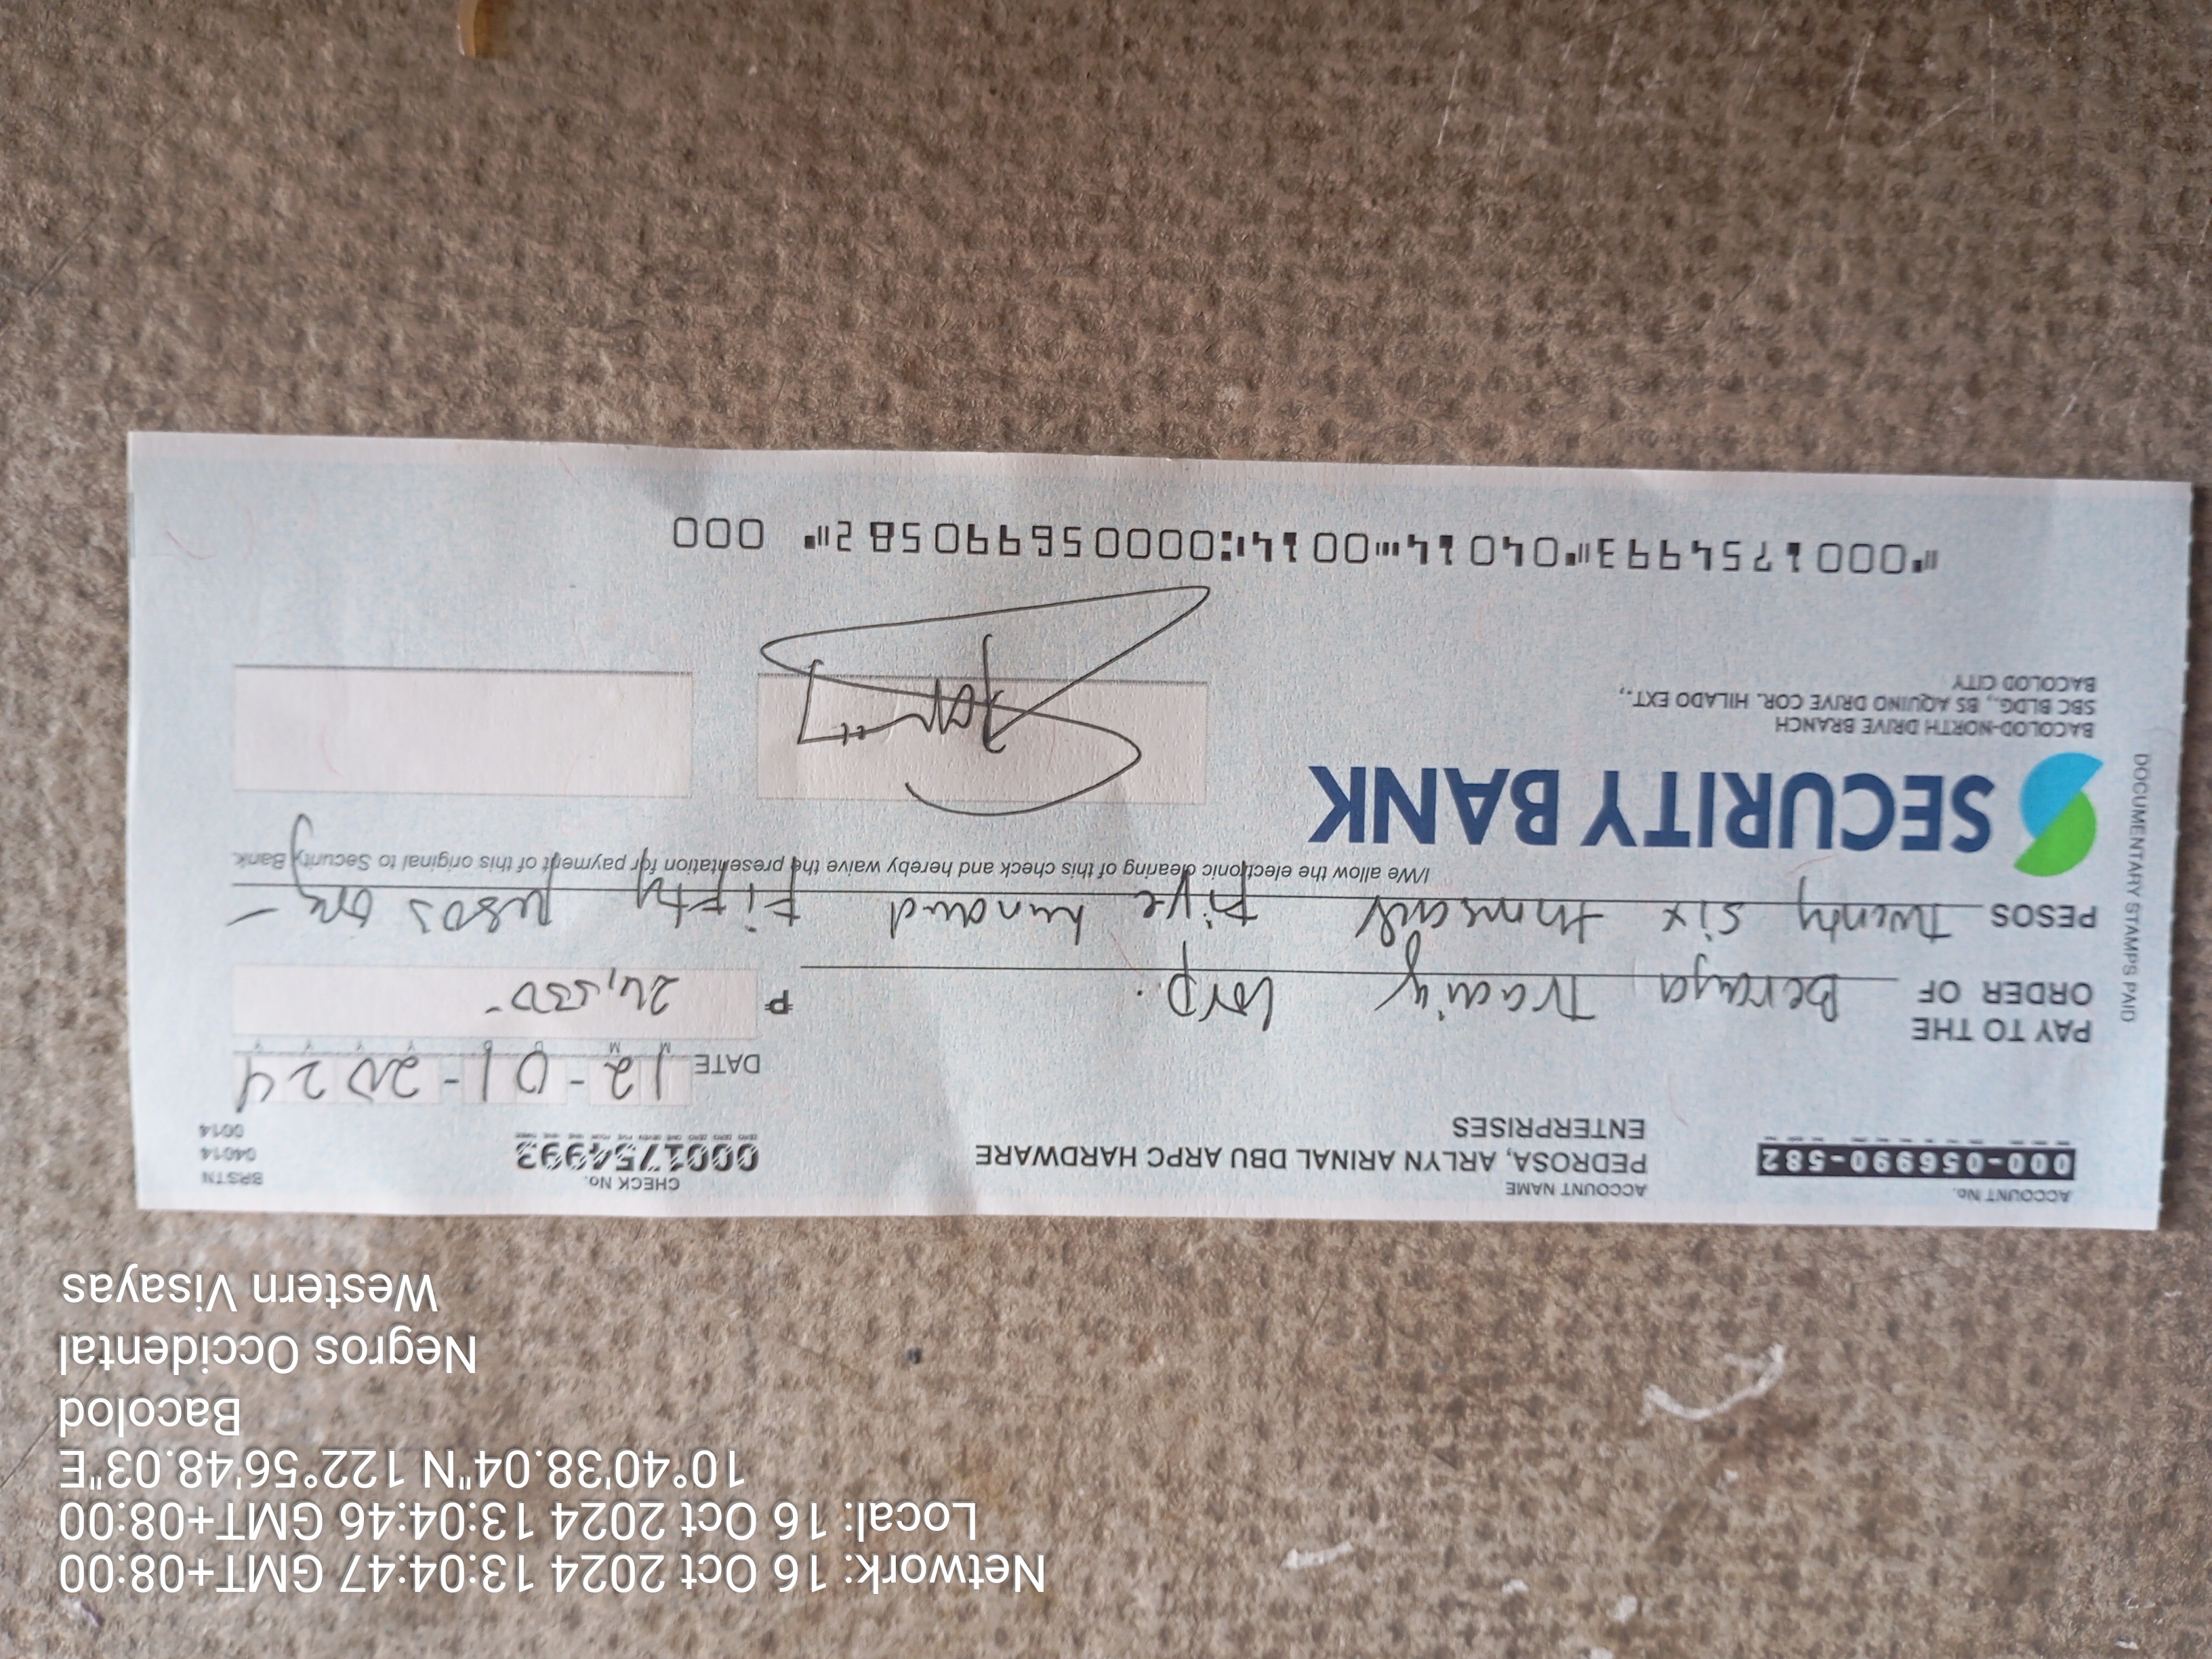 ACCOUNT No.
000-056990-582
ACCOUNT NAME
PEDROSA, ARLYN ARINAL DBU ARPC HARDWARE
ENTERPRISES
CHECK No.
0001754993
BRSTN
04014
0014
DATE 12-01-2024
PAY TO THE
ORDER OF Beraya Trading Corp.
₱ 26,550-
PESOS Twenty six thousand five hundred fifty pesos only -
I/We allow the electronic clearing of this check and hereby waive the presentation for payment of this original to Security Bank.
SECURITY BANK
BACOLOD-NORTH DRIVE BRANCH
SBC BLDG., BS AQUINO DRIVE COR. HILADO EXT.,
BACOLOD CITY
DOCUMENTARY STAMPS PAID
⑈0001754993⑈04014⑉0014⑆000056990582⑈ 000
Network: 16 Oct 2024 13:04:47 GMT+08:00
Local: 16 Oct 2024 13:04:46 GMT+08:00
10°40'38.04"N 122°56'48.03"E
Bacolod
Negros Occidental
Western Visayas